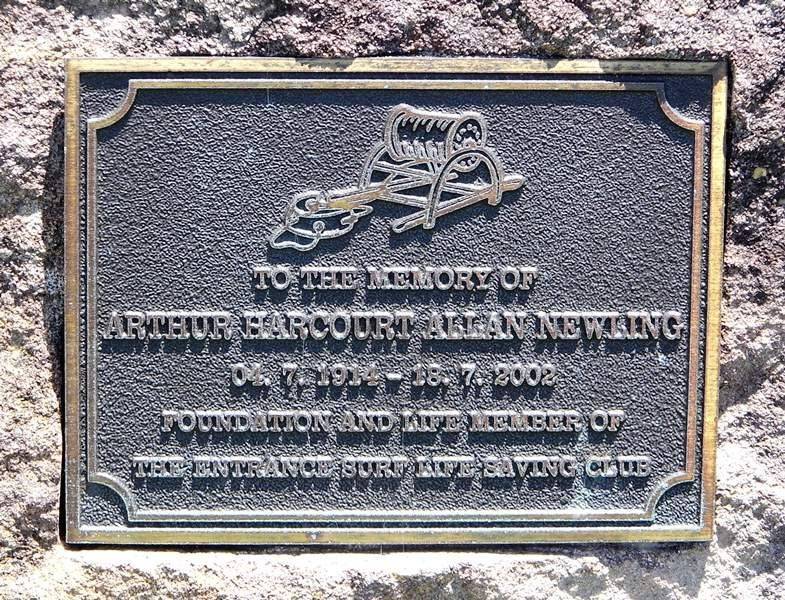 TO THE MEMORY OF
ARTHUR HARCOURT ALLAN NEWLING
04. 7. 1914 – 18. 7. 2002
FOUNDATION AND LIFE MEMBER OF
THE ENTRANCE SURF LIFE SAVING CLUB